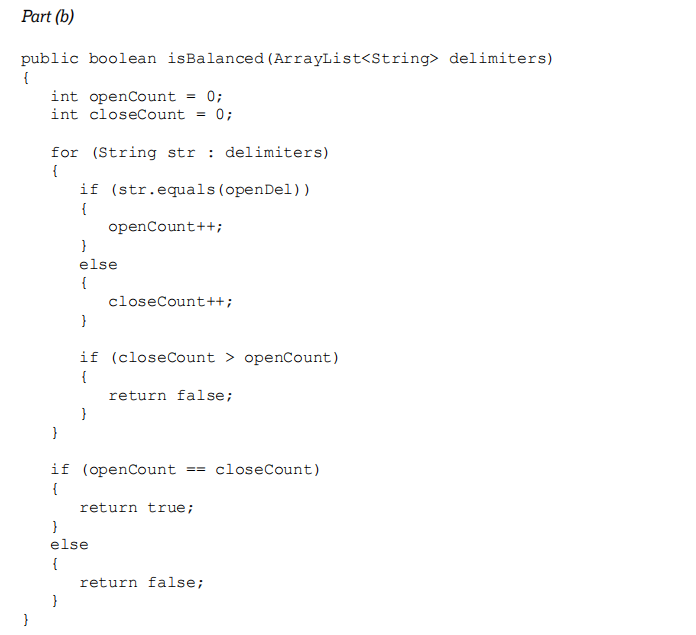 Part (b)
public boolean isBalanced(ArrayList<String> delimiters)
{
int openCount = 0;
int closeCount = 0;
for (String str : delimiters)
{
if (str.equals(openDel))
{
openCount++;
}
else
{
closeCount++;
}
if (closeCount > openCount)
{
return false;
}
}
if (openCount == closeCount)
{
return true;
}
else
{
return false;
}
}